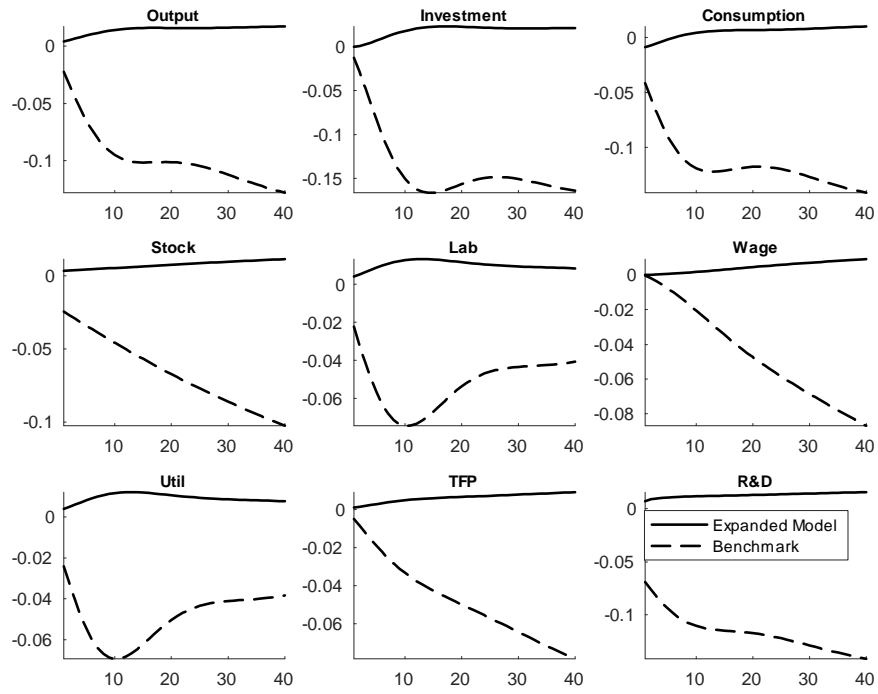 Output
Investment
Consumption
0
-0.05
-0.1
10 20 30 40
0
-0.05
-0.1
-0.15
10 20 30 40
0
-0.05
-0.1
10 20 30 40
Stock
Lab
Wage
0
-0.05
-0.1
10 20 30 40
0
-0.02
-0.04
-0.06
10 20 30 40
0
-0.02
-0.04
-0.06
-0.08
10 20 30 40
Util
TFP
R&D
0
-0.02
-0.04
-0.06
10 20 30 40
0
-0.02
-0.04
-0.06
10 20 30 40
0
-0.05
-0.1
10 20 30 40
Expanded Model
Benchmark